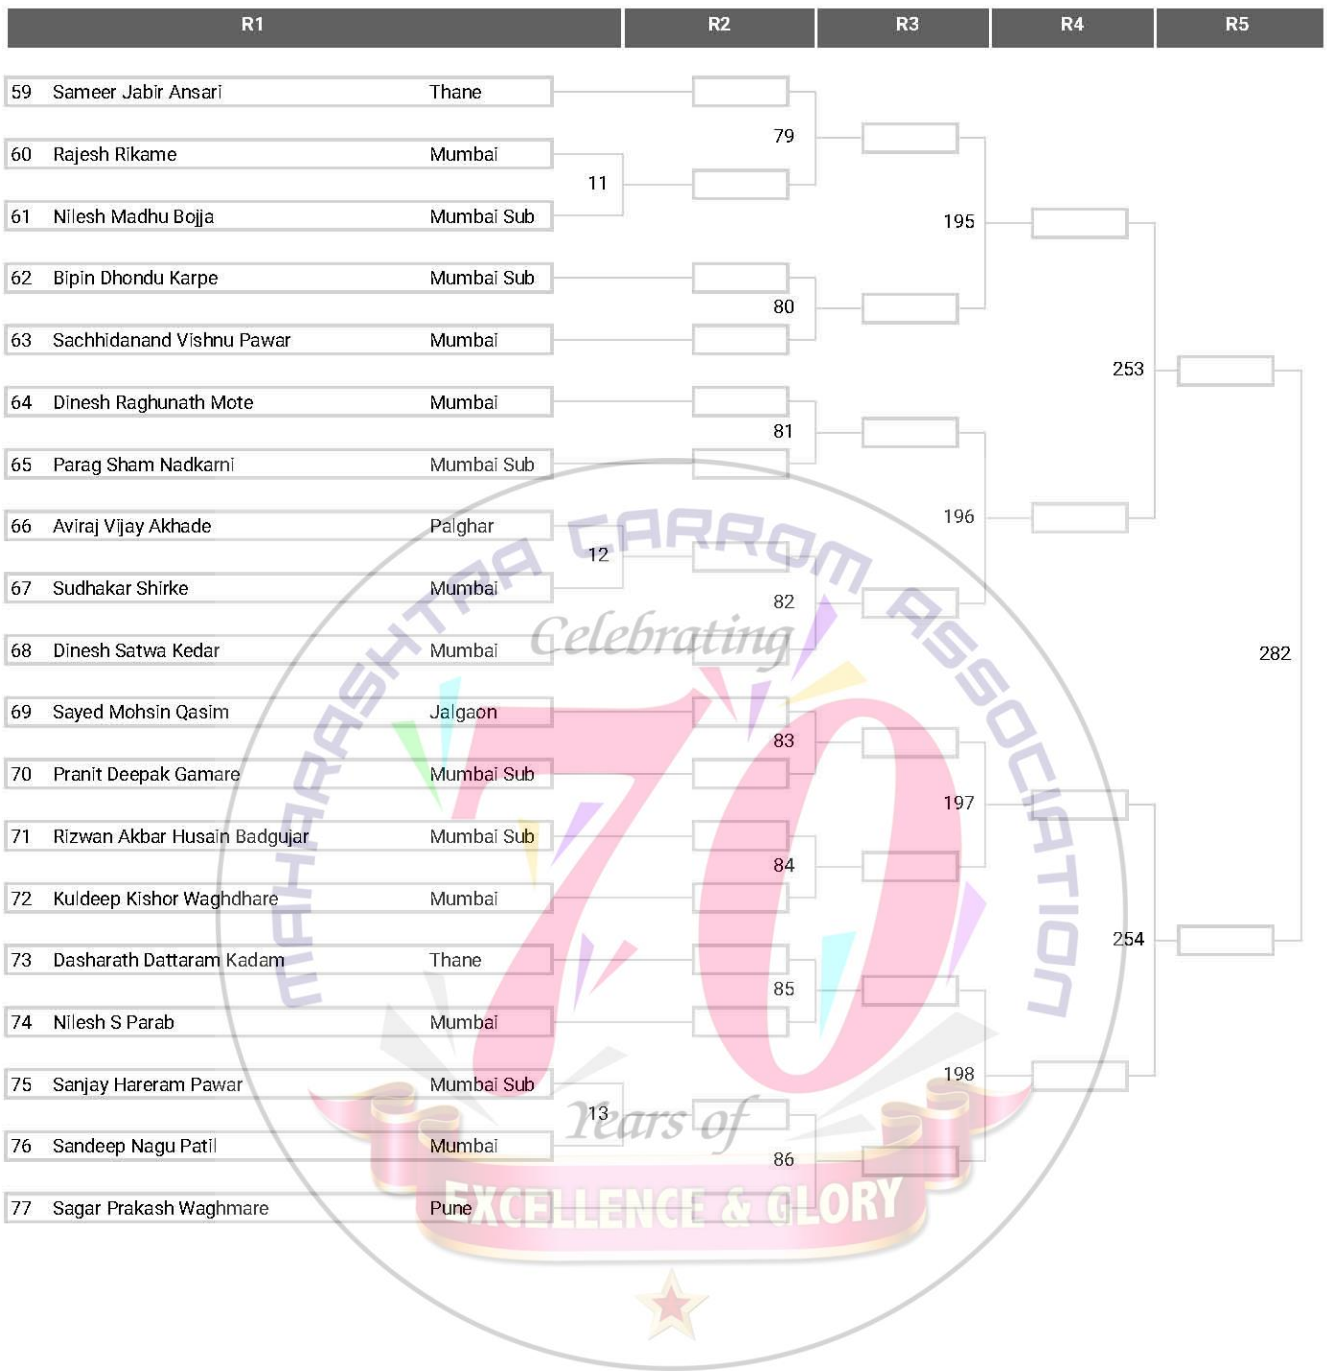 R1 R2 R3 R4 R5
59 Sameer Jabir Ansari Thane
79
60 Rajesh Rikame Mumbai
11
61 Nilesh Madhu Bojja Mumbai Sub
195
62 Bipin Dhondu Karpe Mumbai Sub
80
63 Sachhidanand Vishnu Pawar Mumbai
253
64 Dinesh Raghunath Mote Mumbai
81
65 Parag Sham Nadkarni Mumbai Sub
196
66 Aviraj Vijay Akhade Palghar
12
67 Sudhakar Shirke Mumbai
82
68 Dinesh Satwa Kedar Mumbai
282
69 Sayed Mohsin Qasim Jalgaon
83
70 Pranit Deepak Gamare Mumbai Sub
197
71 Rizwan Akbar Husain Badgujar Mumbai Sub
84
72 Kuldeep Kishor Waghdhare Mumbai
254
73 Dasharath Dattaram Kadam Thane
85
74 Nilesh S Parab Mumbai
198
75 Sanjay Hareram Pawar Mumbai Sub
13
76 Sandeep Nagu Patil Mumbai
86
77 Sagar Prakash Waghmare Pune
MAHARASHTRA CARROM ASSOCIATION
Celebrating
70
Years of
EXCELLENCE & GLORY